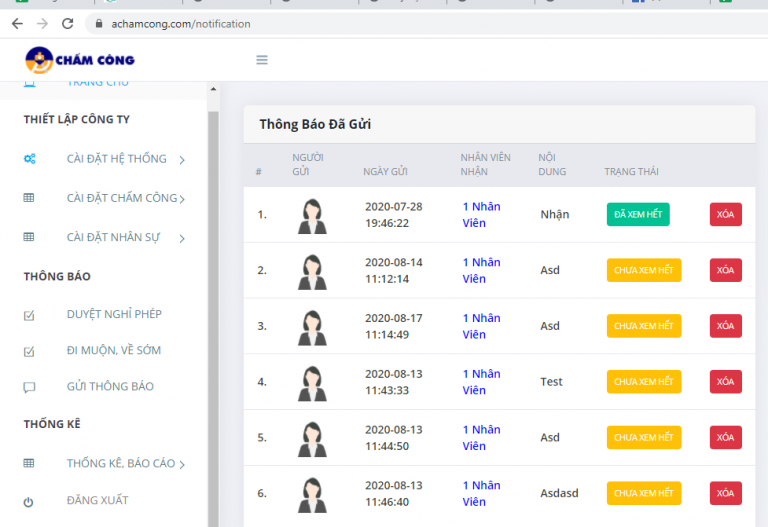 achamcong.com/notification
CHẤM CÔNG
TRANG CHỦ
THIẾT LẬP CÔNG TY
CÀI ĐẶT HỆ THỐNG
CÀI ĐẶT CHẤM CÔNG
CÀI ĐẶT NHÂN SỰ
THÔNG BÁO
DUYỆT NGHỈ PHÉP
ĐI MUỘN, VỀ SỚM
GỬI THÔNG BÁO
THỐNG KÊ
THỐNG KÊ, BÁO CÁO
ĐĂNG XUẤT
Thông Báo Đã Gửi
# NGƯỜI GỬI NGÀY GỬI NHÂN VIÊN NHẬN NỘI DUNG TRẠNG THÁI
1. 2020-07-28 19:46:22 1 Nhân Viên Nhận ĐÃ XEM HẾT XÓA
2. 2020-08-14 11:12:14 1 Nhân Viên Asd CHƯA XEM HẾT XÓA
3. 2020-08-17 11:14:49 1 Nhân Viên Asd CHƯA XEM HẾT XÓA
4. 2020-08-13 11:43:33 1 Nhân Viên Test CHƯA XEM HẾT XÓA
5. 2020-08-13 11:44:50 1 Nhân Viên Asd CHƯA XEM HẾT XÓA
6. 2020-08-13 11:46:40 1 Nhân Viên Asdasd CHƯA XEM HẾT XÓA